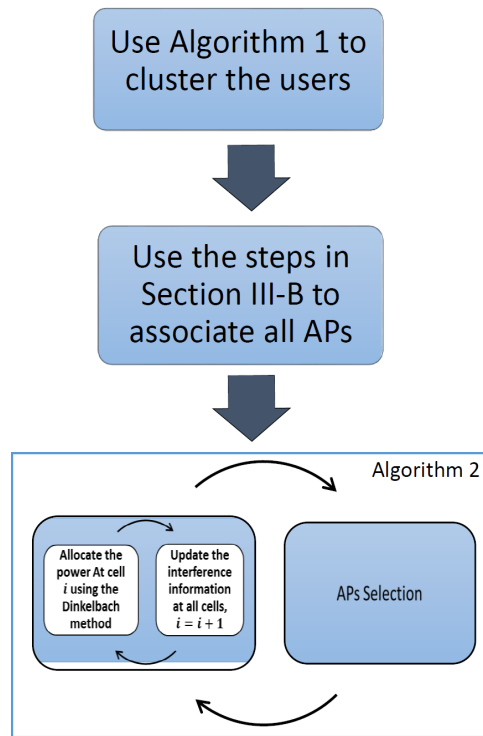 Use Algorithm 1 to
cluster the users
Use the steps in
Section III-B to
associate all APs
Algorithm 2
Allocate the
power At cell
i using the
Dinkelbach
method
Update the
interference
information
at all cells,
i = i + 1
APs Selection